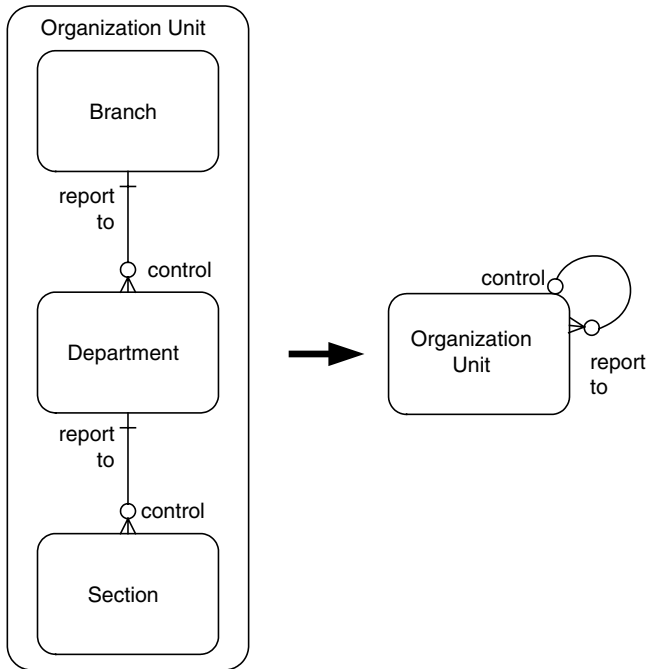 Organization Unit
Branch
report
to
control
Department
report
to
control
Section
control
Organization
Unit
report
to